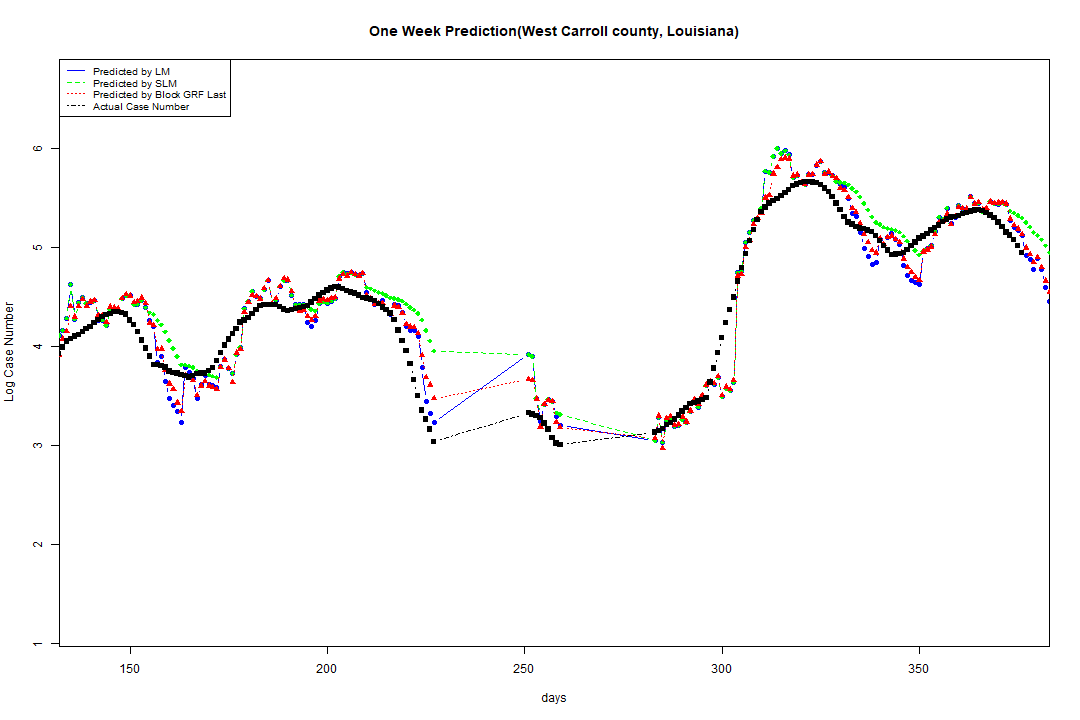 One Week Prediction(West Carroll county, Louisiana)
Predicted by LM
Predicted by SLM
Predicted by Block GRF Last
Actual Case Number
6
5
4
3
2
1
Log Case Number
150 200 250 300 350
days